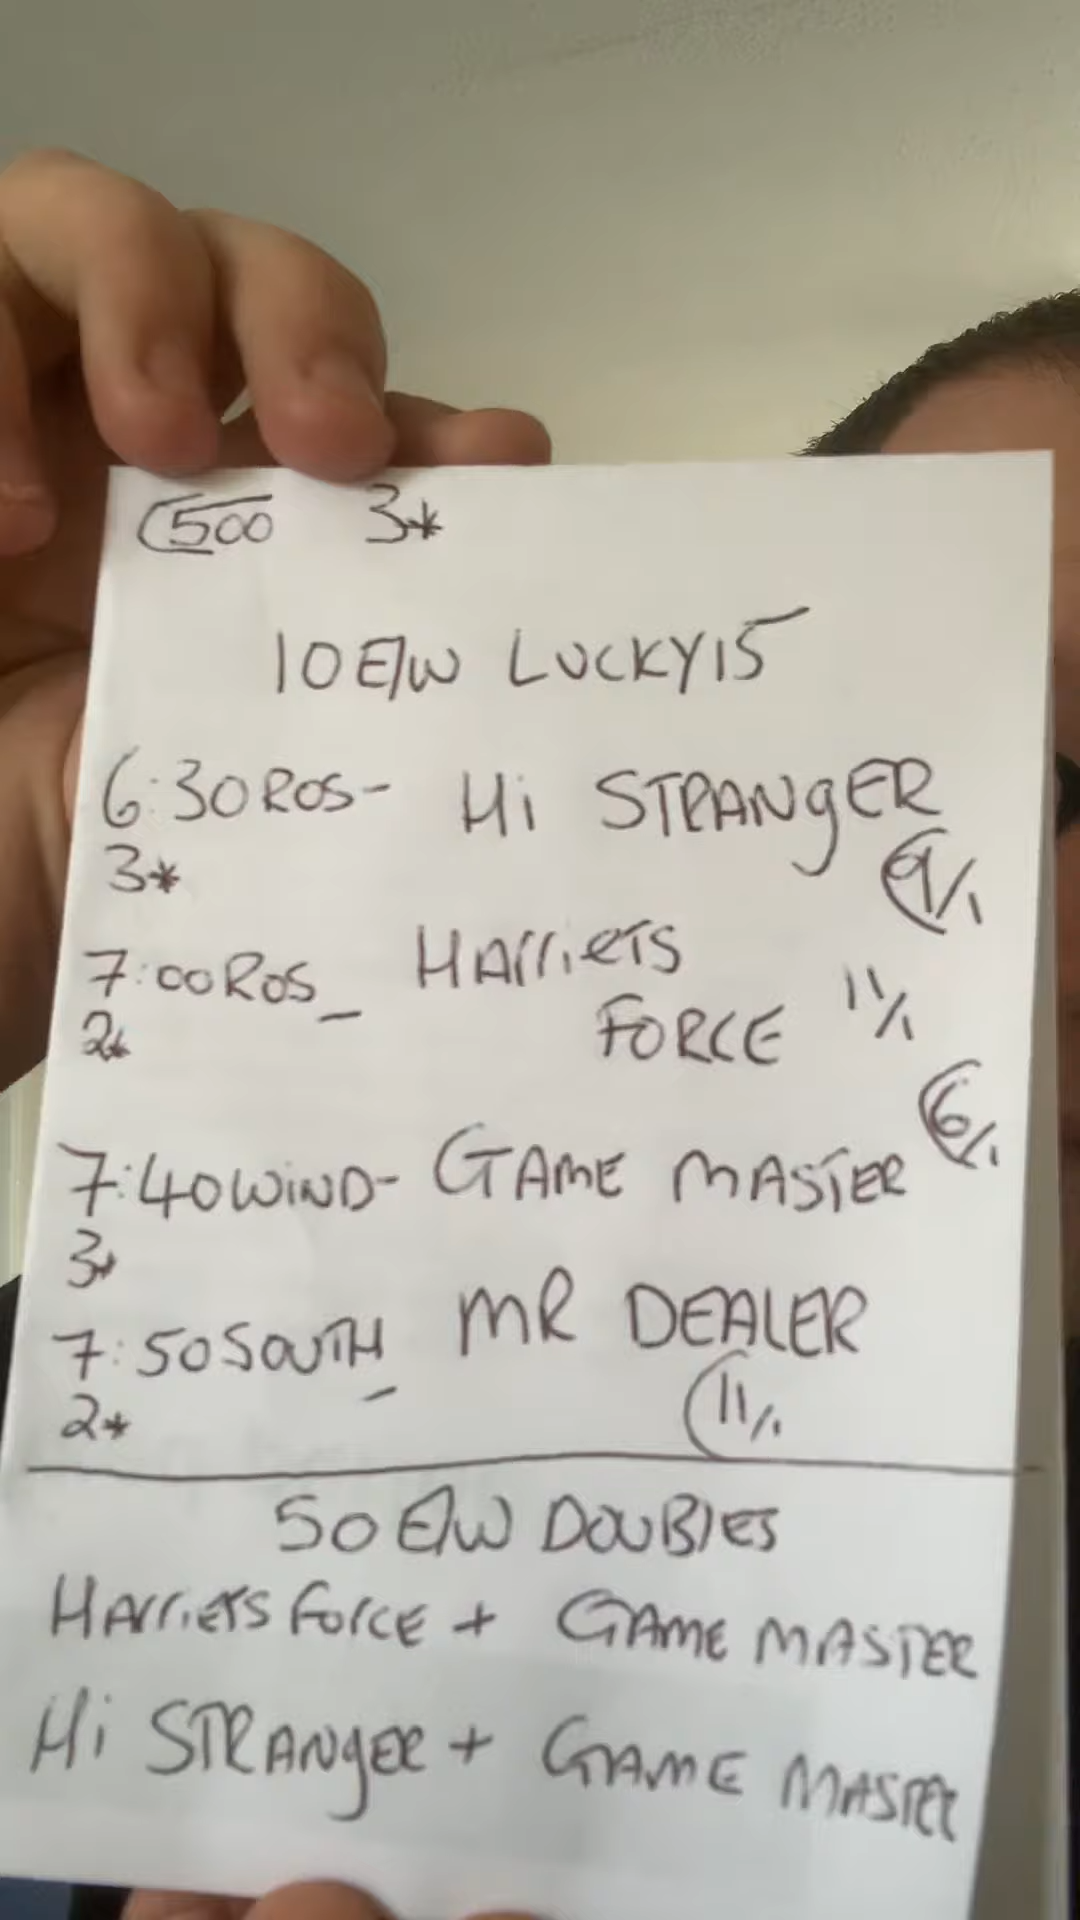 500 3*
10 E/W LUCKY15
6:30 ROS- Hi STRANgER
3* 9/1
7:00 ROS_ HArriETS
2* FORCE 11/1
6/1
7:40 WiND- GAME MASTER
3*
7:50 SOUTH_ MR DEALER
2* 11/1
50 E/W DOUBlES
HArriETS FOrCE + GAME MASTER
Hi STRANgER + GAME MASTER